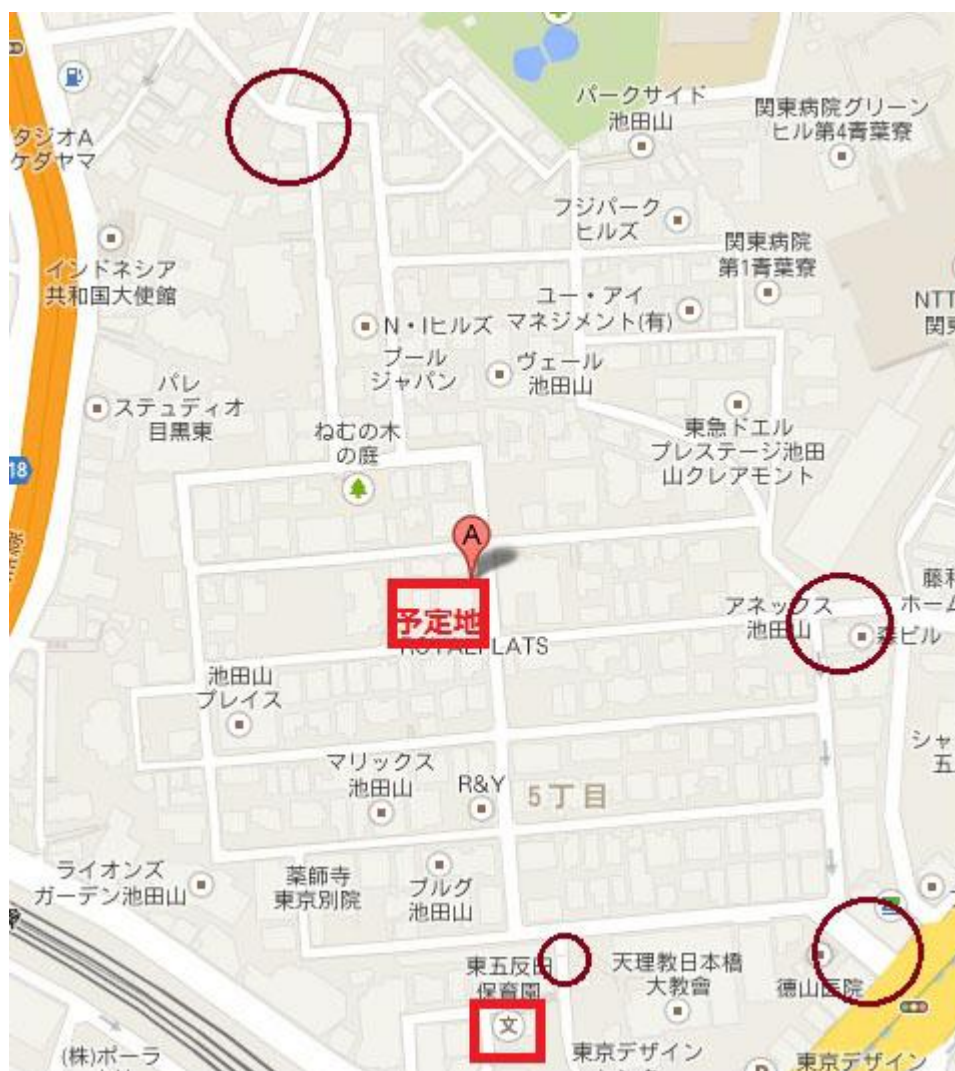 パークサイド
池田山
関東病院グリーン
ヒル第4青葉寮
タジオA
ケダヤマ
フジパーク
ヒルズ
関東病院
第1青葉寮
インドネシア
共和国大使館
ユー・アイ
マネジメント(有)
NTT
関東
N・Iヒルズ
プール
ジャパン
ヴェール
池田山
パレ
ステュディオ
目黒東
ねむの木
の庭
東急ドエル
プレステージ池田
山クレアモント
18
A
藤和
ホーム
アネックス
池田山
予定地
ROYALFLATS
森ビル
池田山
プレイス
シャ
五
マリックス
池田山
R&Y
5丁目
ライオンズ
ガーデン池田山
薬師寺
東京別院
ブルグ
池田山
東五反田
保育園
天理教日本橋
大教會
德山医院
文
(株)ポーラ
東京デザイン
東京デザイン